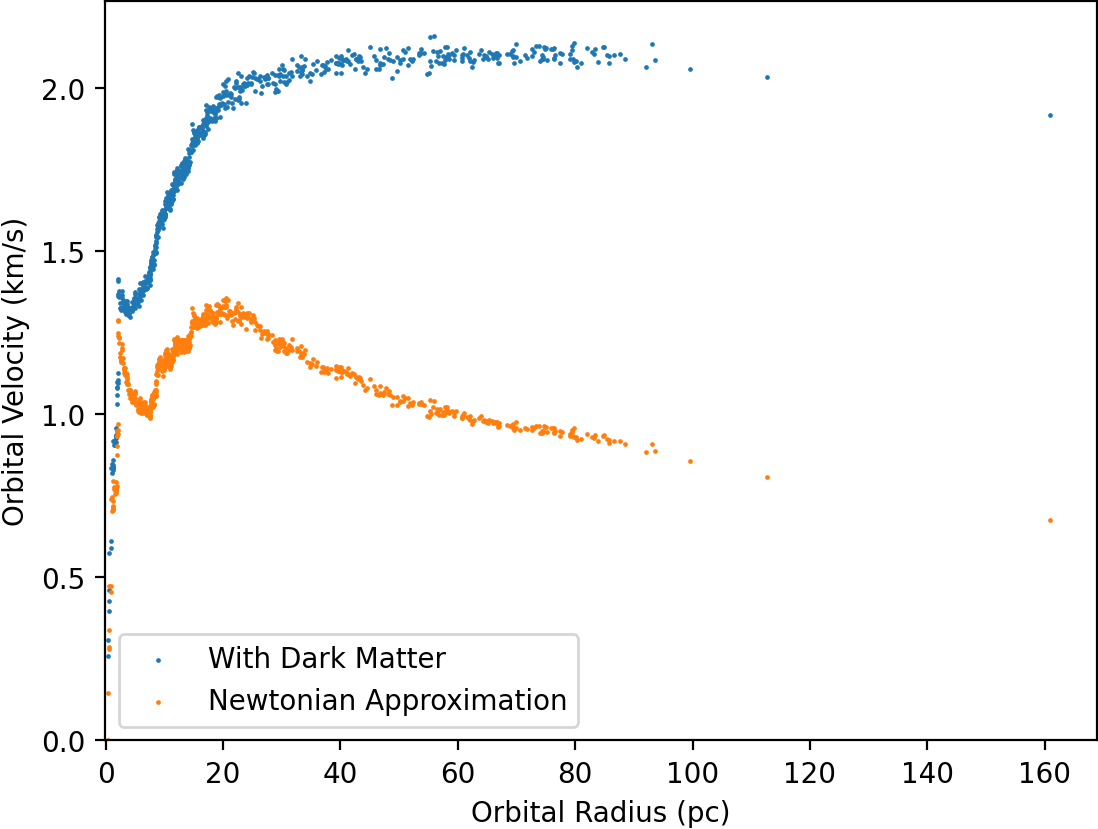 Orbital Velocity (km/s)
2.0
1.5
1.0
0.5
0.0
With Dark Matter
Newtonian Approximation
0 20 40 60 80 100 120 140 160
Orbital Radius (pc)